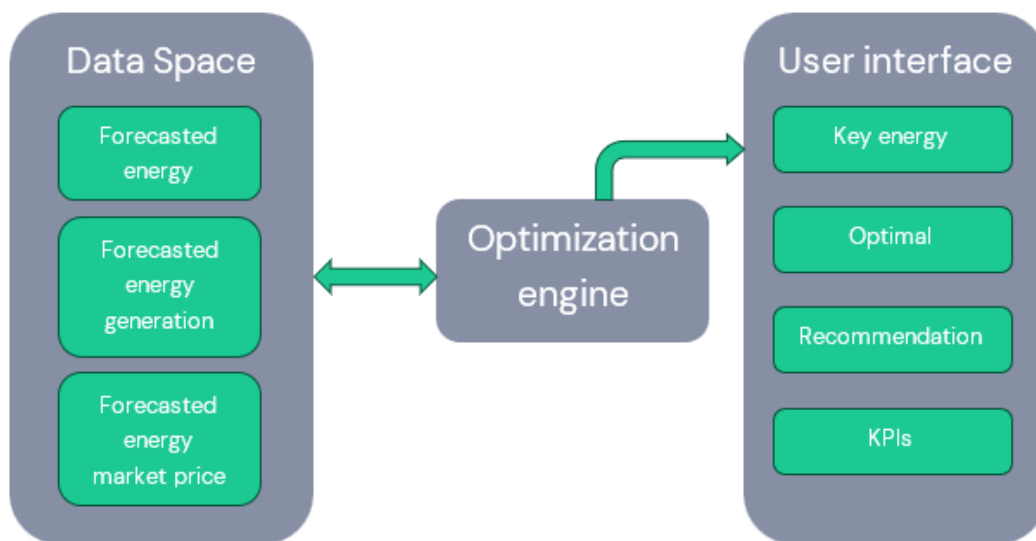 Data Space
Forecasted
energy
Forecasted
energy
generation
Forecasted
energy
market price
Optimization
engine
User interface
Key energy
Optimal
Recommendation
KPIs